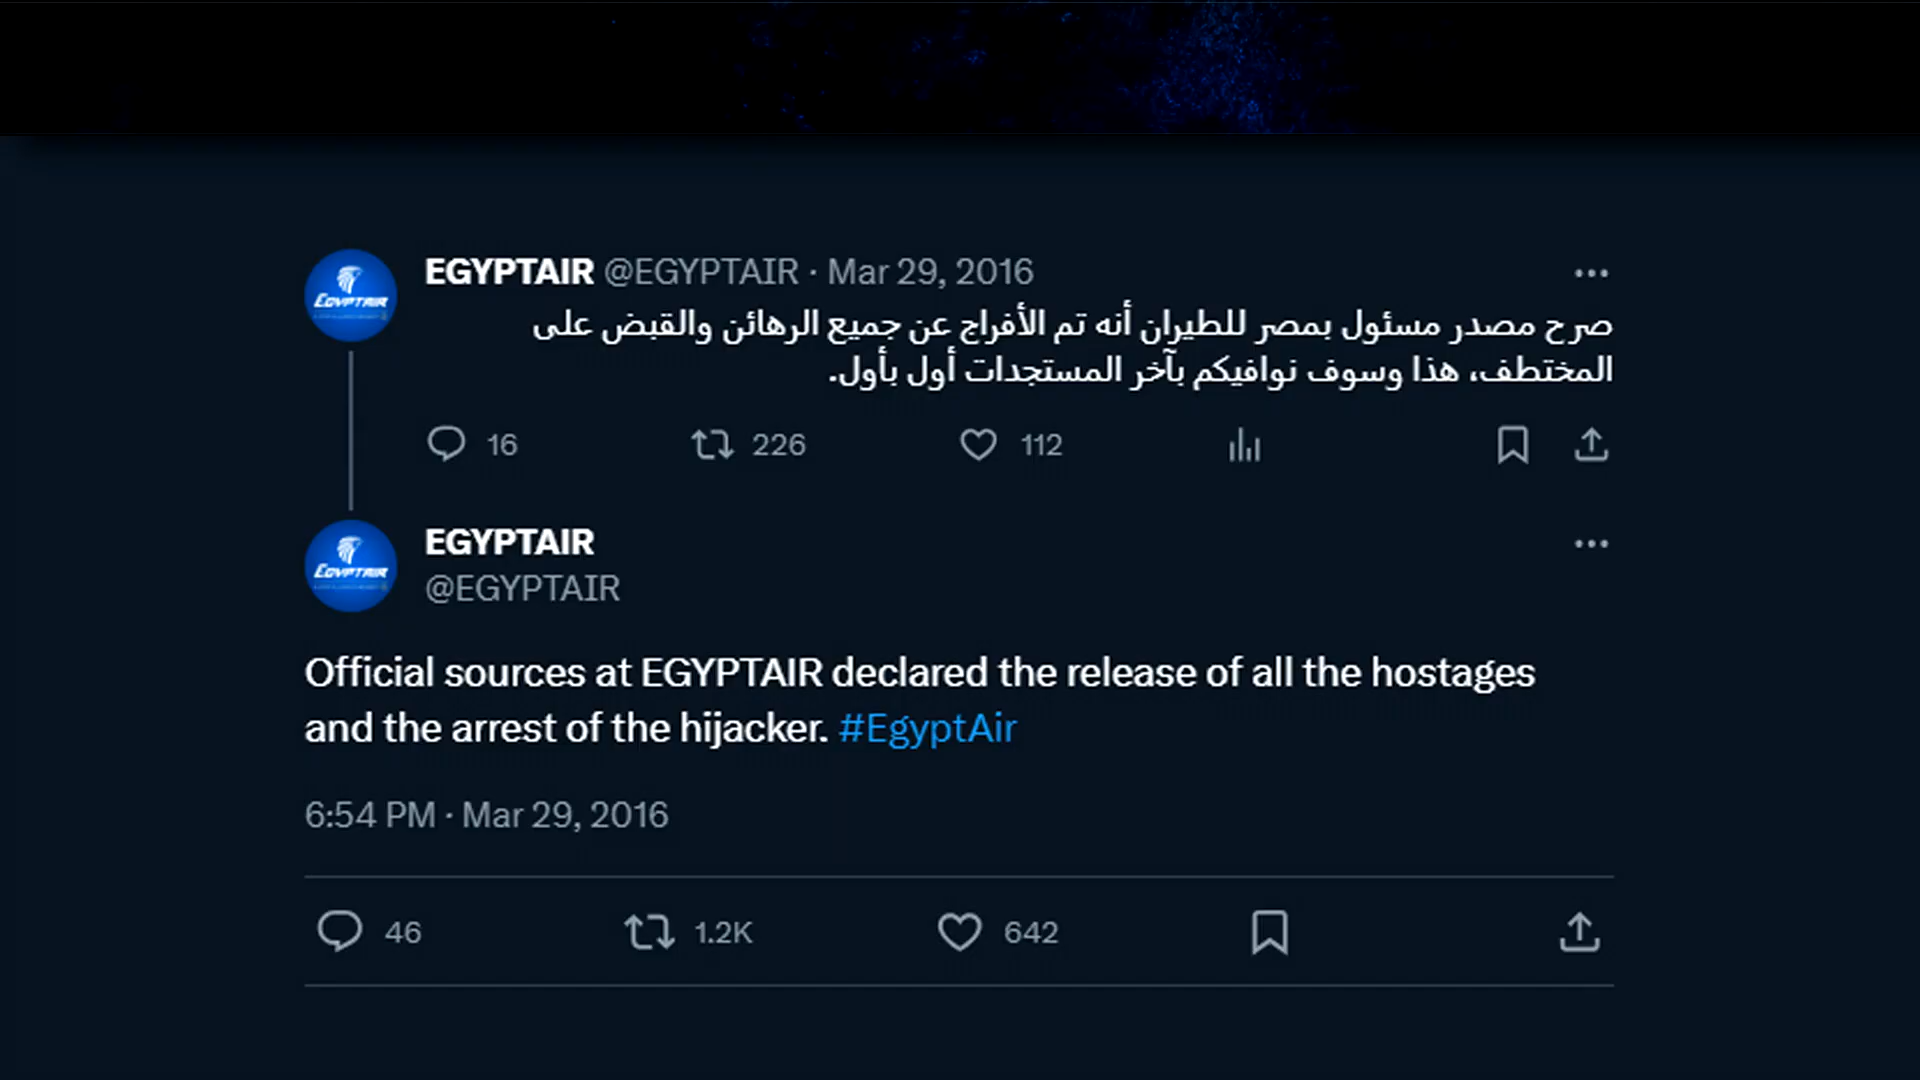 EGYPTAIR @EGYPTAIR · Mar 29, 2016
صرح مصدر مسئول بمصر للطيران أنه تم الأفراج عن جميع الرهائن والقبض على
المختطف، هذا وسوف نوافيكم بآخر المستجدات أول بأول.
16 226 112
EGYPTAIR
EGYPTAIR
@EGYPTAIR
EGYPTAIR
Official sources at EGYPTAIR declared the release of all the hostages
and the arrest of the hijacker. #EgyptAir
6:54 PM · Mar 29, 2016
46 1.2K 642